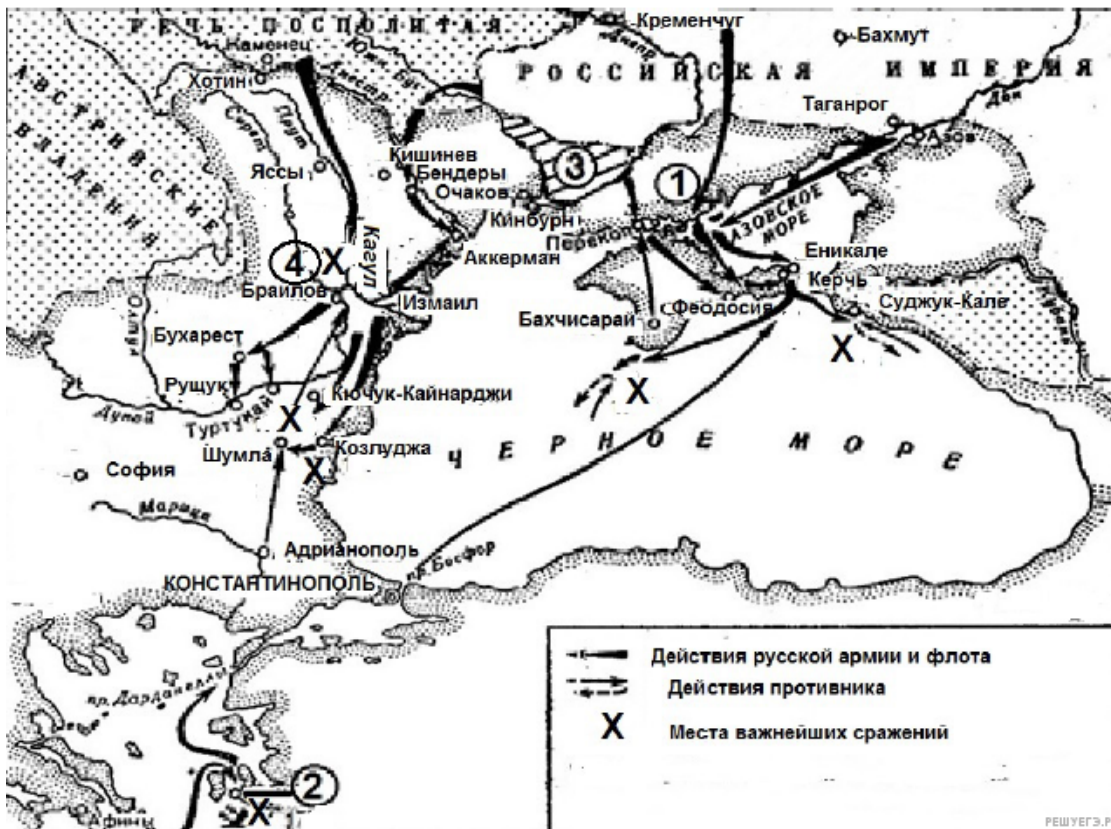 РЕЧЬ ПОСПОЛИТАЯ
Кременчуг
Бахмут
Каменец
Хотин
Днестр
Днепр
РОССИЙСКАЯ ИМПЕРИЯ
АВСТРИЙСКИЕ ВЛАДЕНИЯ
Таганрог
Дон
Азов
Серет
Прут
Яссы
Кишинев
Бендеры
Очаков
Кинбурн
3
1
Перекоп
АЗОВСКОЕ МОРЕ
4
X
Кагул
Аккерман
Еникале
Керчь
Браилов
Измаил
Феодосия
Суджук-Кале
Кубань
Бахчисарай
Бухарест
X
X
Рущук
Кючук-Кайнарджи
Туртукай
Дунай
X
Шумла
Козлуджа
X
ЧЕРНОЕ МОРЕ
София
Марица
Адрианополь
пр. Босфор
КОНСТАНТИНОПОЛЬ
пр. Дарданеллы
2
X
Афины
Действия русской армии и флота
Действия противника
X Места важнейших сражений
РЕШУЕГЭ.Р